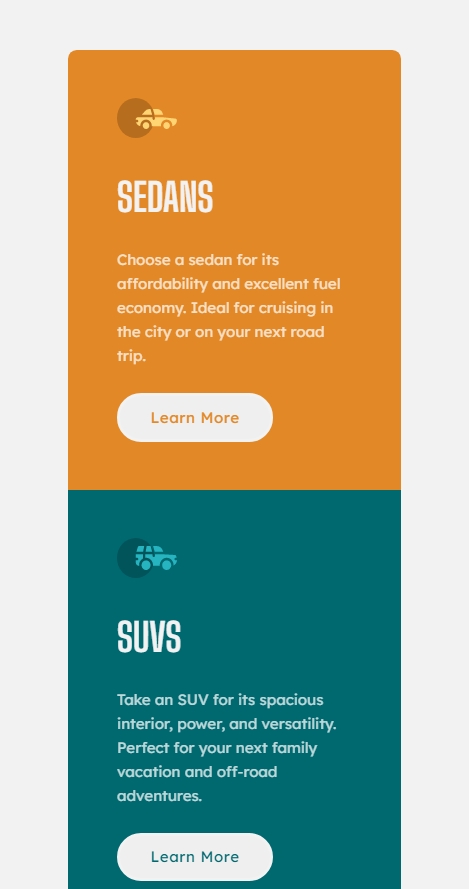 SEDANS
Choose a sedan for its
affordability and excellent fuel
economy. Ideal for cruising in
the city or on your next road
trip.
Learn More
SUVS
Take an SUV for its spacious
interior, power, and versatility.
Perfect for your next family
vacation and off-road
adventures.
Learn More